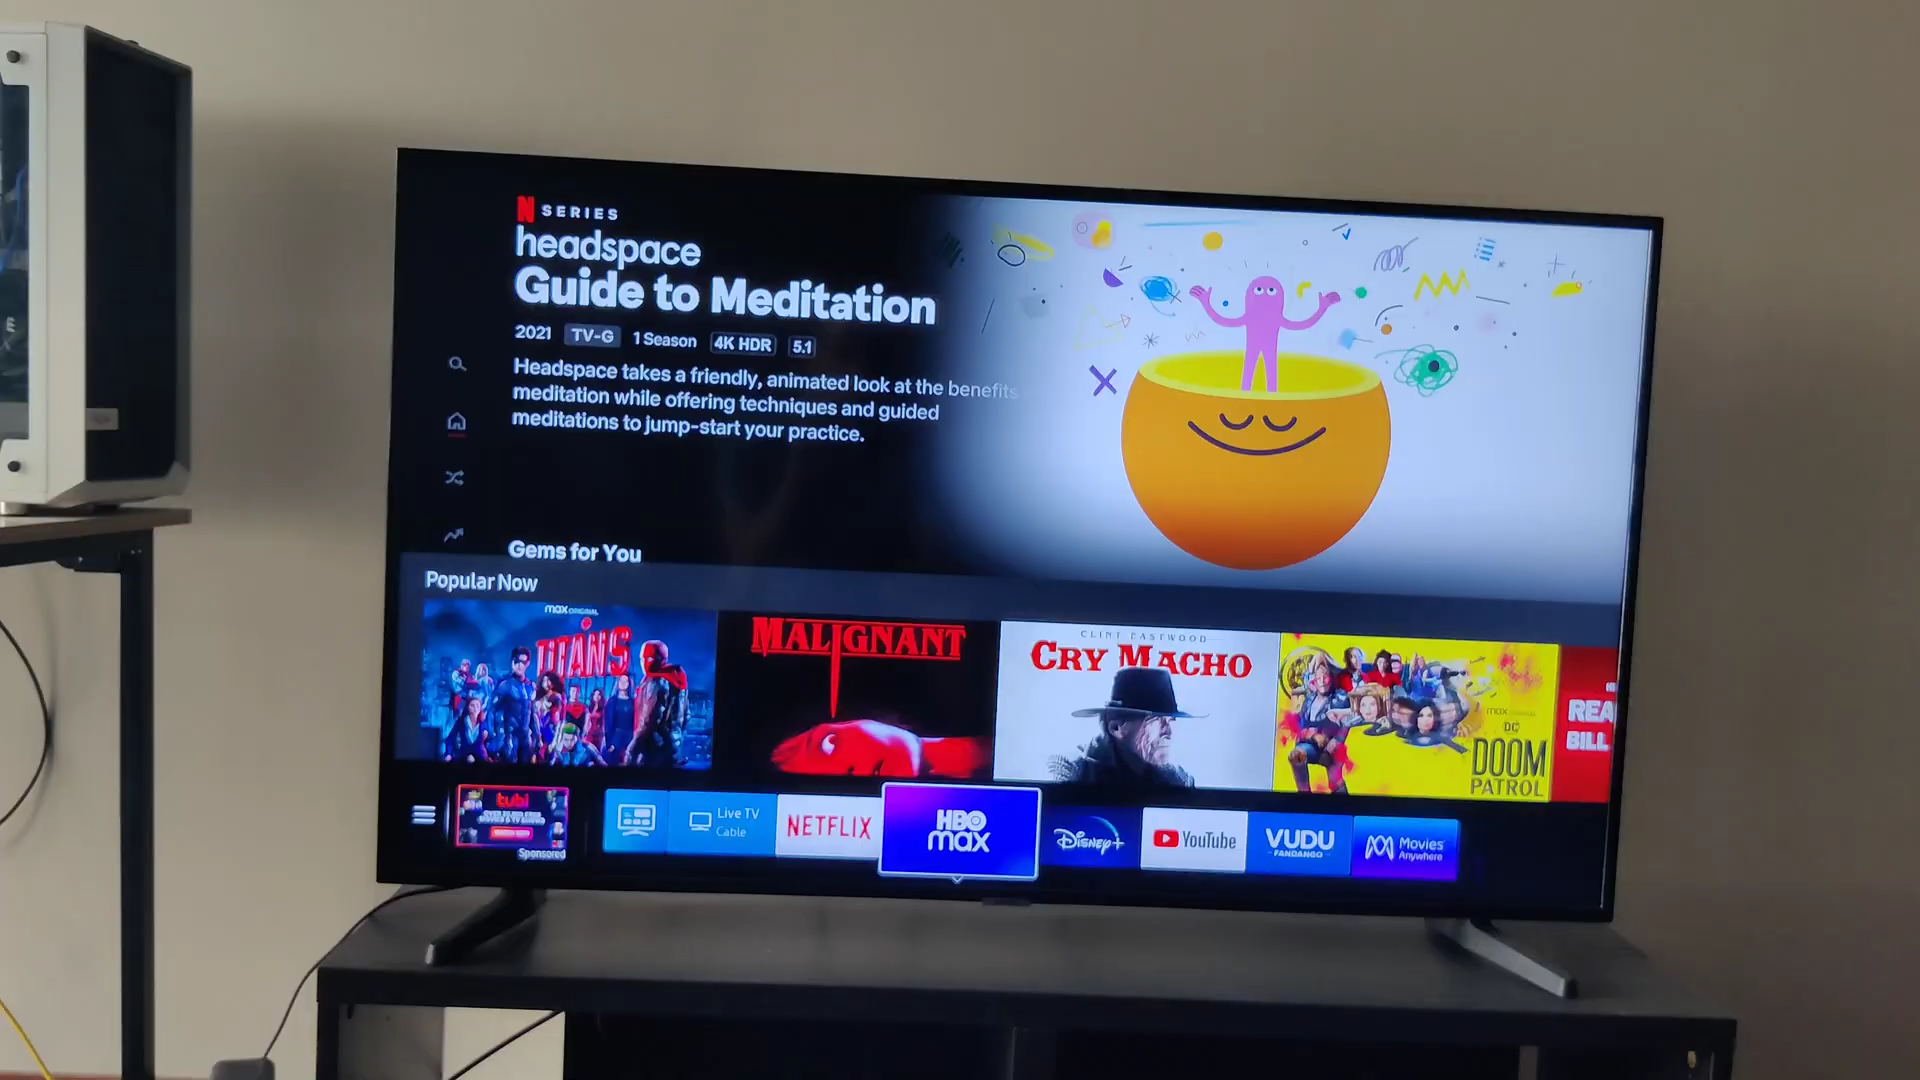 N SERIES
headspace
Guide to Meditation
2021 TV-G 1 Season 4K HDR 5.1
Headspace takes a friendly, animated look at the benefits
meditation while offering techniques and guided
meditations to jump-start your practice.
Gems for You
Popular Now
max ORIGINAL
TITANS
MALIGNANT
CLINT EASTWOOD
CRY MACHO
max ORIGINAL
DC
DOOM
PATROL
REA
BILL
tubi
Sponsored
Live TV
Cable
NETFLIX
HBO
max
Disney+
YouTube
VUDU
FANDANGO
Movies
Anywhere